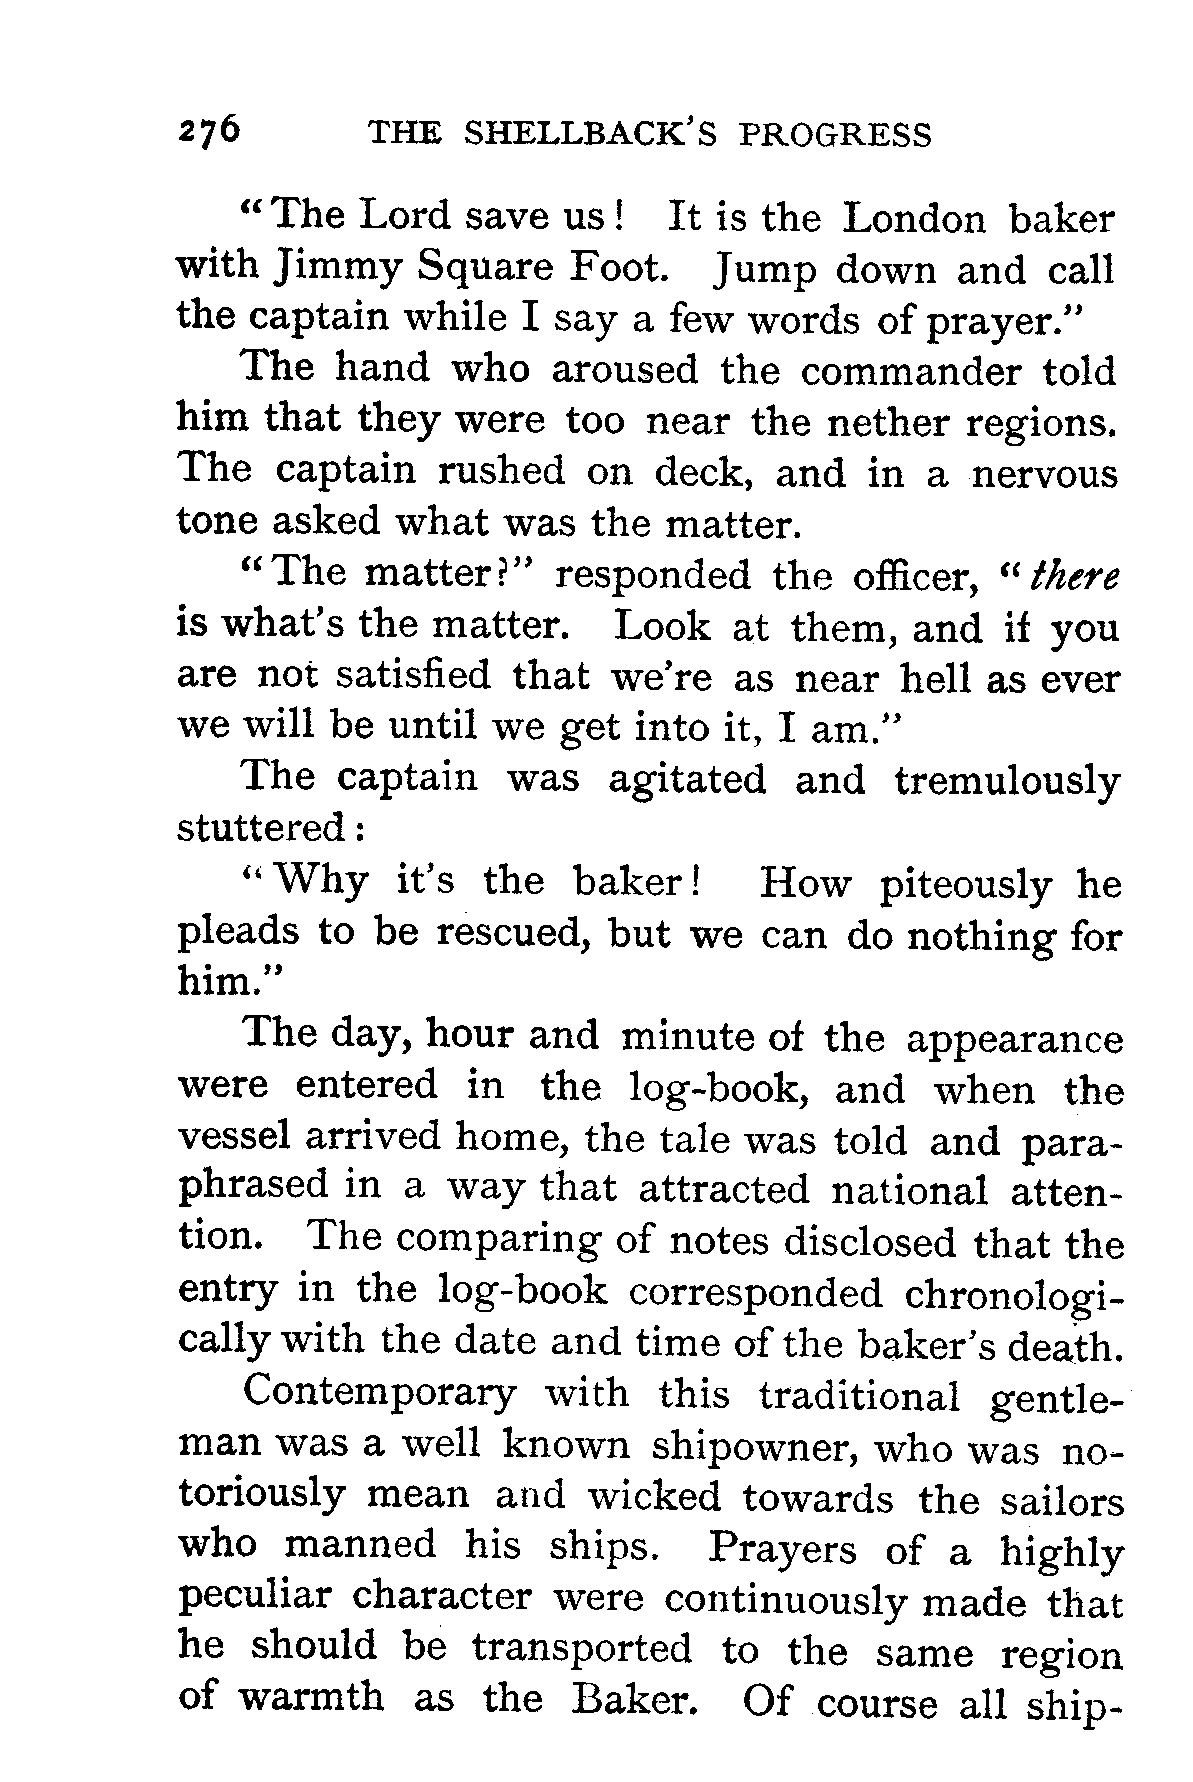 276 THE SHELLBACK'S PROGRESS
"The Lord save us! It is the London baker
with Jimmy Square Foot. Jump down and call
the captain while I say a few words of prayer."
The hand who aroused the commander told
him that they were too near the nether regions.
The captain rushed on deck, and in a nervous
tone asked what was the matter.
"The matter?" responded the officer, "there
is what's the matter. Look at them, and if you
are not satisfied that we're as near hell as ever
we will be until we get into it, I am."
The captain was agitated and tremulously
stuttered:
"Why it's the baker! How piteously he
pleads to be rescued, but we can do nothing for
him."
The day, hour and minute of the appearance
were entered in the log-book, and when the
vessel arrived home, the tale was told and para-
phrased in a way that attracted national atten-
tion. The comparing of notes disclosed that the
entry in the log-book corresponded chronologi-
cally with the date and time of the baker's death.
Contemporary with this traditional gentle-
man was a well known shipowner, who was no-
toriously mean and wicked towards the sailors
who manned his ships. Prayers of a highly
peculiar character were continuously made that
he should be transported to the same region
of warmth as the Baker. Of course all ship-